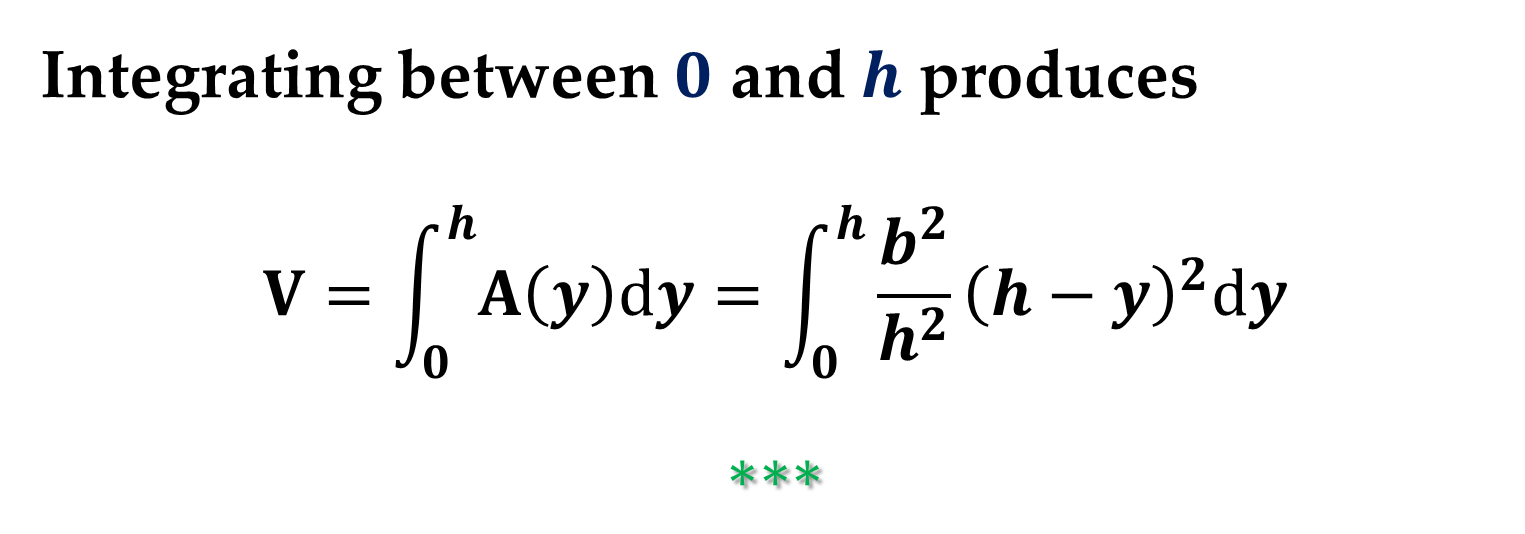 Integrating between 0 and h produces
V = ∫₀ʰ A(y)dy = ∫₀ʰ b²/h² (h − y)²dy
***